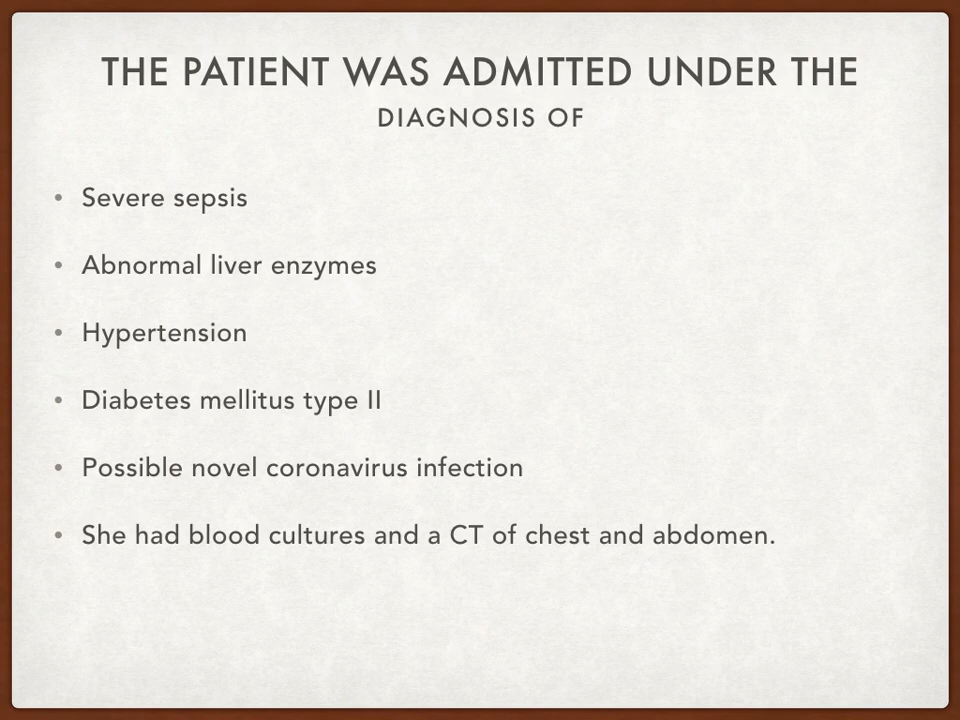 THE PATIENT WAS ADMITTED UNDER THE
DIAGNOSIS OF
• Severe sepsis
• Abnormal liver enzymes
• Hypertension
• Diabetes mellitus type II
• Possible novel coronavirus infection
• She had blood cultures and a CT of chest and abdomen.